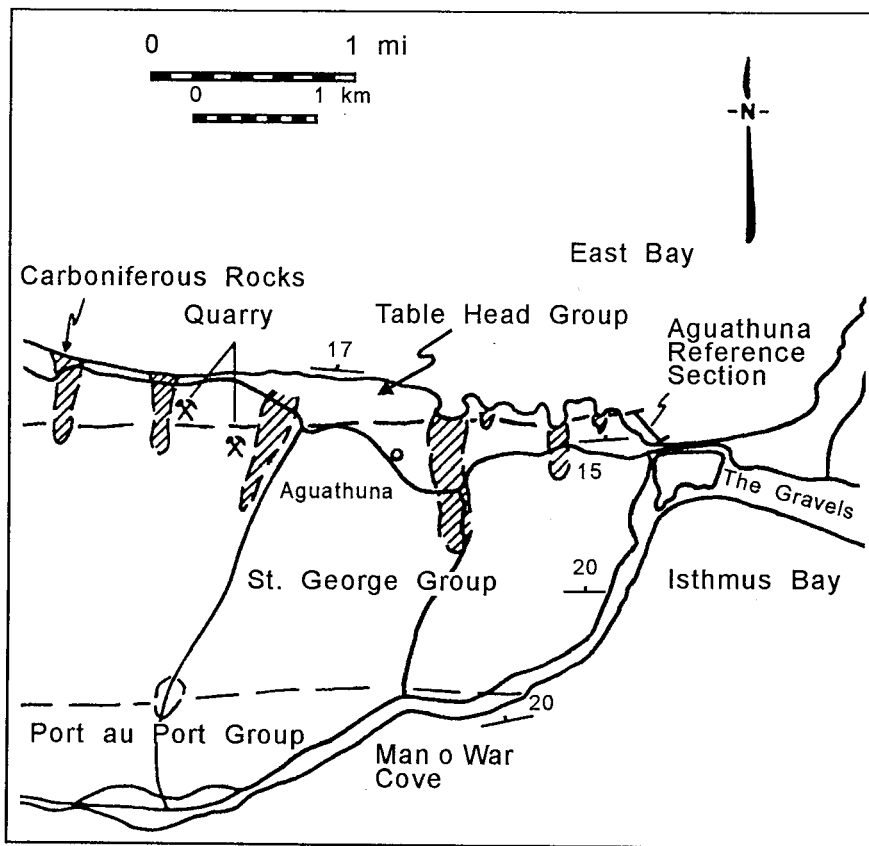 0 1 mi
0 1 km
-N-
East Bay
Carboniferous Rocks
Quarry
Table Head Group
Aguathuna
Reference
Section
17
15
The Gravels
Aguathuna
20
St. George Group
Isthmus Bay
20
Port au Port Group
Man o War
Cove